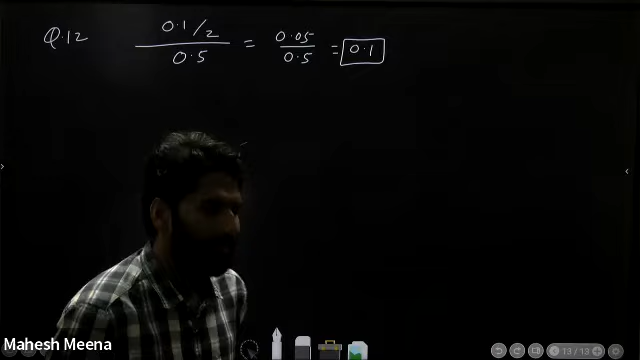 Q.12 0.1/2 / 0.5 = 0.05 / 0.5 = 0.1
Mahesh Meena
13 / 13